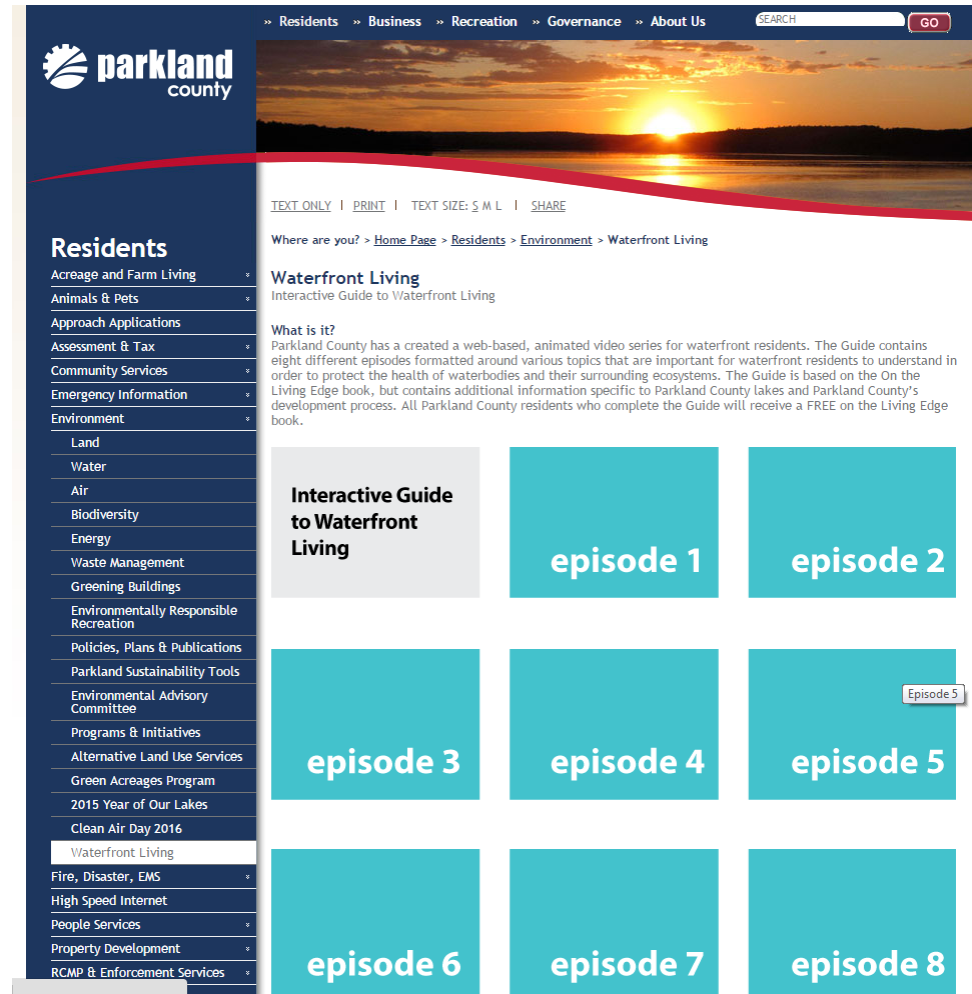 » Residents » Business » Recreation » Governance » About Us SEARCH GO
parkland
county
TEXT ONLY | PRINT | TEXT SIZE: S M L | SHARE
Where are you? > Home Page > Residents > Environment > Waterfront Living
Residents
Acreage and Farm Living
Animals & Pets
Approach Applications
Assessment & Tax
Community Services
Emergency Information
Environment
Land
Water
Air
Biodiversity
Energy
Waste Management
Greening Buildings
Environmentally Responsible
Recreation
Policies, Plans & Publications
Parkland Sustainability Tools
Environmental Advisory
Committee
Programs & Initiatives
Alternative Land Use Services
Green Acreages Program
2015 Year of Our Lakes
Clean Air Day 2016
Waterfront Living
Fire, Disaster, EMS
High Speed Internet
People Services
Property Development
RCMP & Enforcement Services
Waterfront Living
Interactive Guide to Waterfront Living
What is it?
Parkland County has a created a web-based, animated video series for waterfront residents. The Guide contains
eight different episodes formatted around various topics that are important for waterfront residents to understand in
order to protect the health of waterbodies and their surrounding ecosystems. The Guide is based on the On the
Living Edge book, but contains additional information specific to Parkland County lakes and Parkland County's
development process. All Parkland County residents who complete the Guide will receive a FREE on the Living Edge
book.
Interactive Guide
to Waterfront
Living
episode 1
episode 2
episode 3
episode 4
episode 5
Episode 5
episode 6
episode 7
episode 8